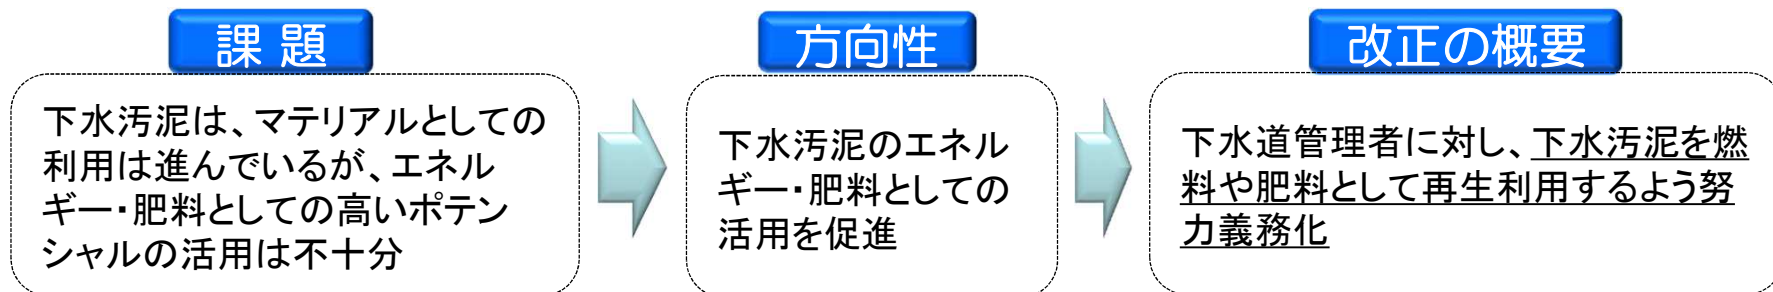 課 題
下水汚泥は、マテリアルとしての
利用は進んでいるが、エネル
ギー・肥料としての高いポテン
シャルの活用は不十分
方向性
下水汚泥のエネル
ギー・肥料としての
活用を促進
改正の概要
下水道管理者に対し、下水汚泥を燃
料や肥料として再生利用するよう努
力義務化